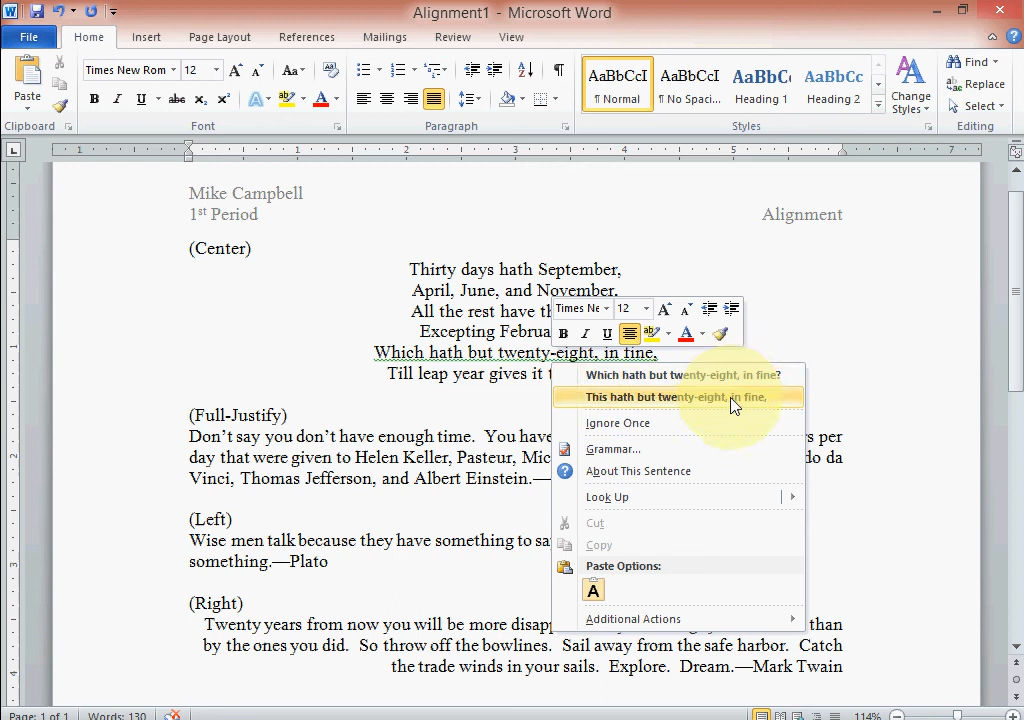 Alignment1 - Microsoft Word
File Home Insert Page Layout References Mailings Review View
Paste
Times New Rom 12
AaBbCcI AaBbCcI AaBbC AaBbCc
¶ Normal ¶ No Spaci... Heading 1 Heading 2
Change Styles
Find
Replace
Select
Clipboard Font Paragraph Styles Editing
1 1 2 3 4 5 7
Mike Campbell
1st Period Alignment
(Center)
Thirty days hath September,
April, June, and November.
All the rest have
Excepting
Which hath but twenty-eight, in fine,
Till leap year gives it
(Full-Justify)
Don't say you don't have enough time. You have per
day that were given to Helen Keller, Pasteur, da
Vinci, Thomas Jefferson, and Albert Einstein.—
(Left)
Wise men talk because they have something to
something.—Plato
(Right)
Twenty years from now you will be more than
by the ones you did. So throw off the bowlines. Sail away from the safe harbor. Catch
the trade winds in your sails. Explore. Dream.—Mark Twain
Times Ne 12
Which hath but twenty-eight, in fine?
This hath but twenty-eight, in fine,
Ignore Once
Grammar...
About This Sentence
Look Up
Cut
Copy
Paste Options:
Additional Actions
Page: 1 of 1 Words: 130 114%